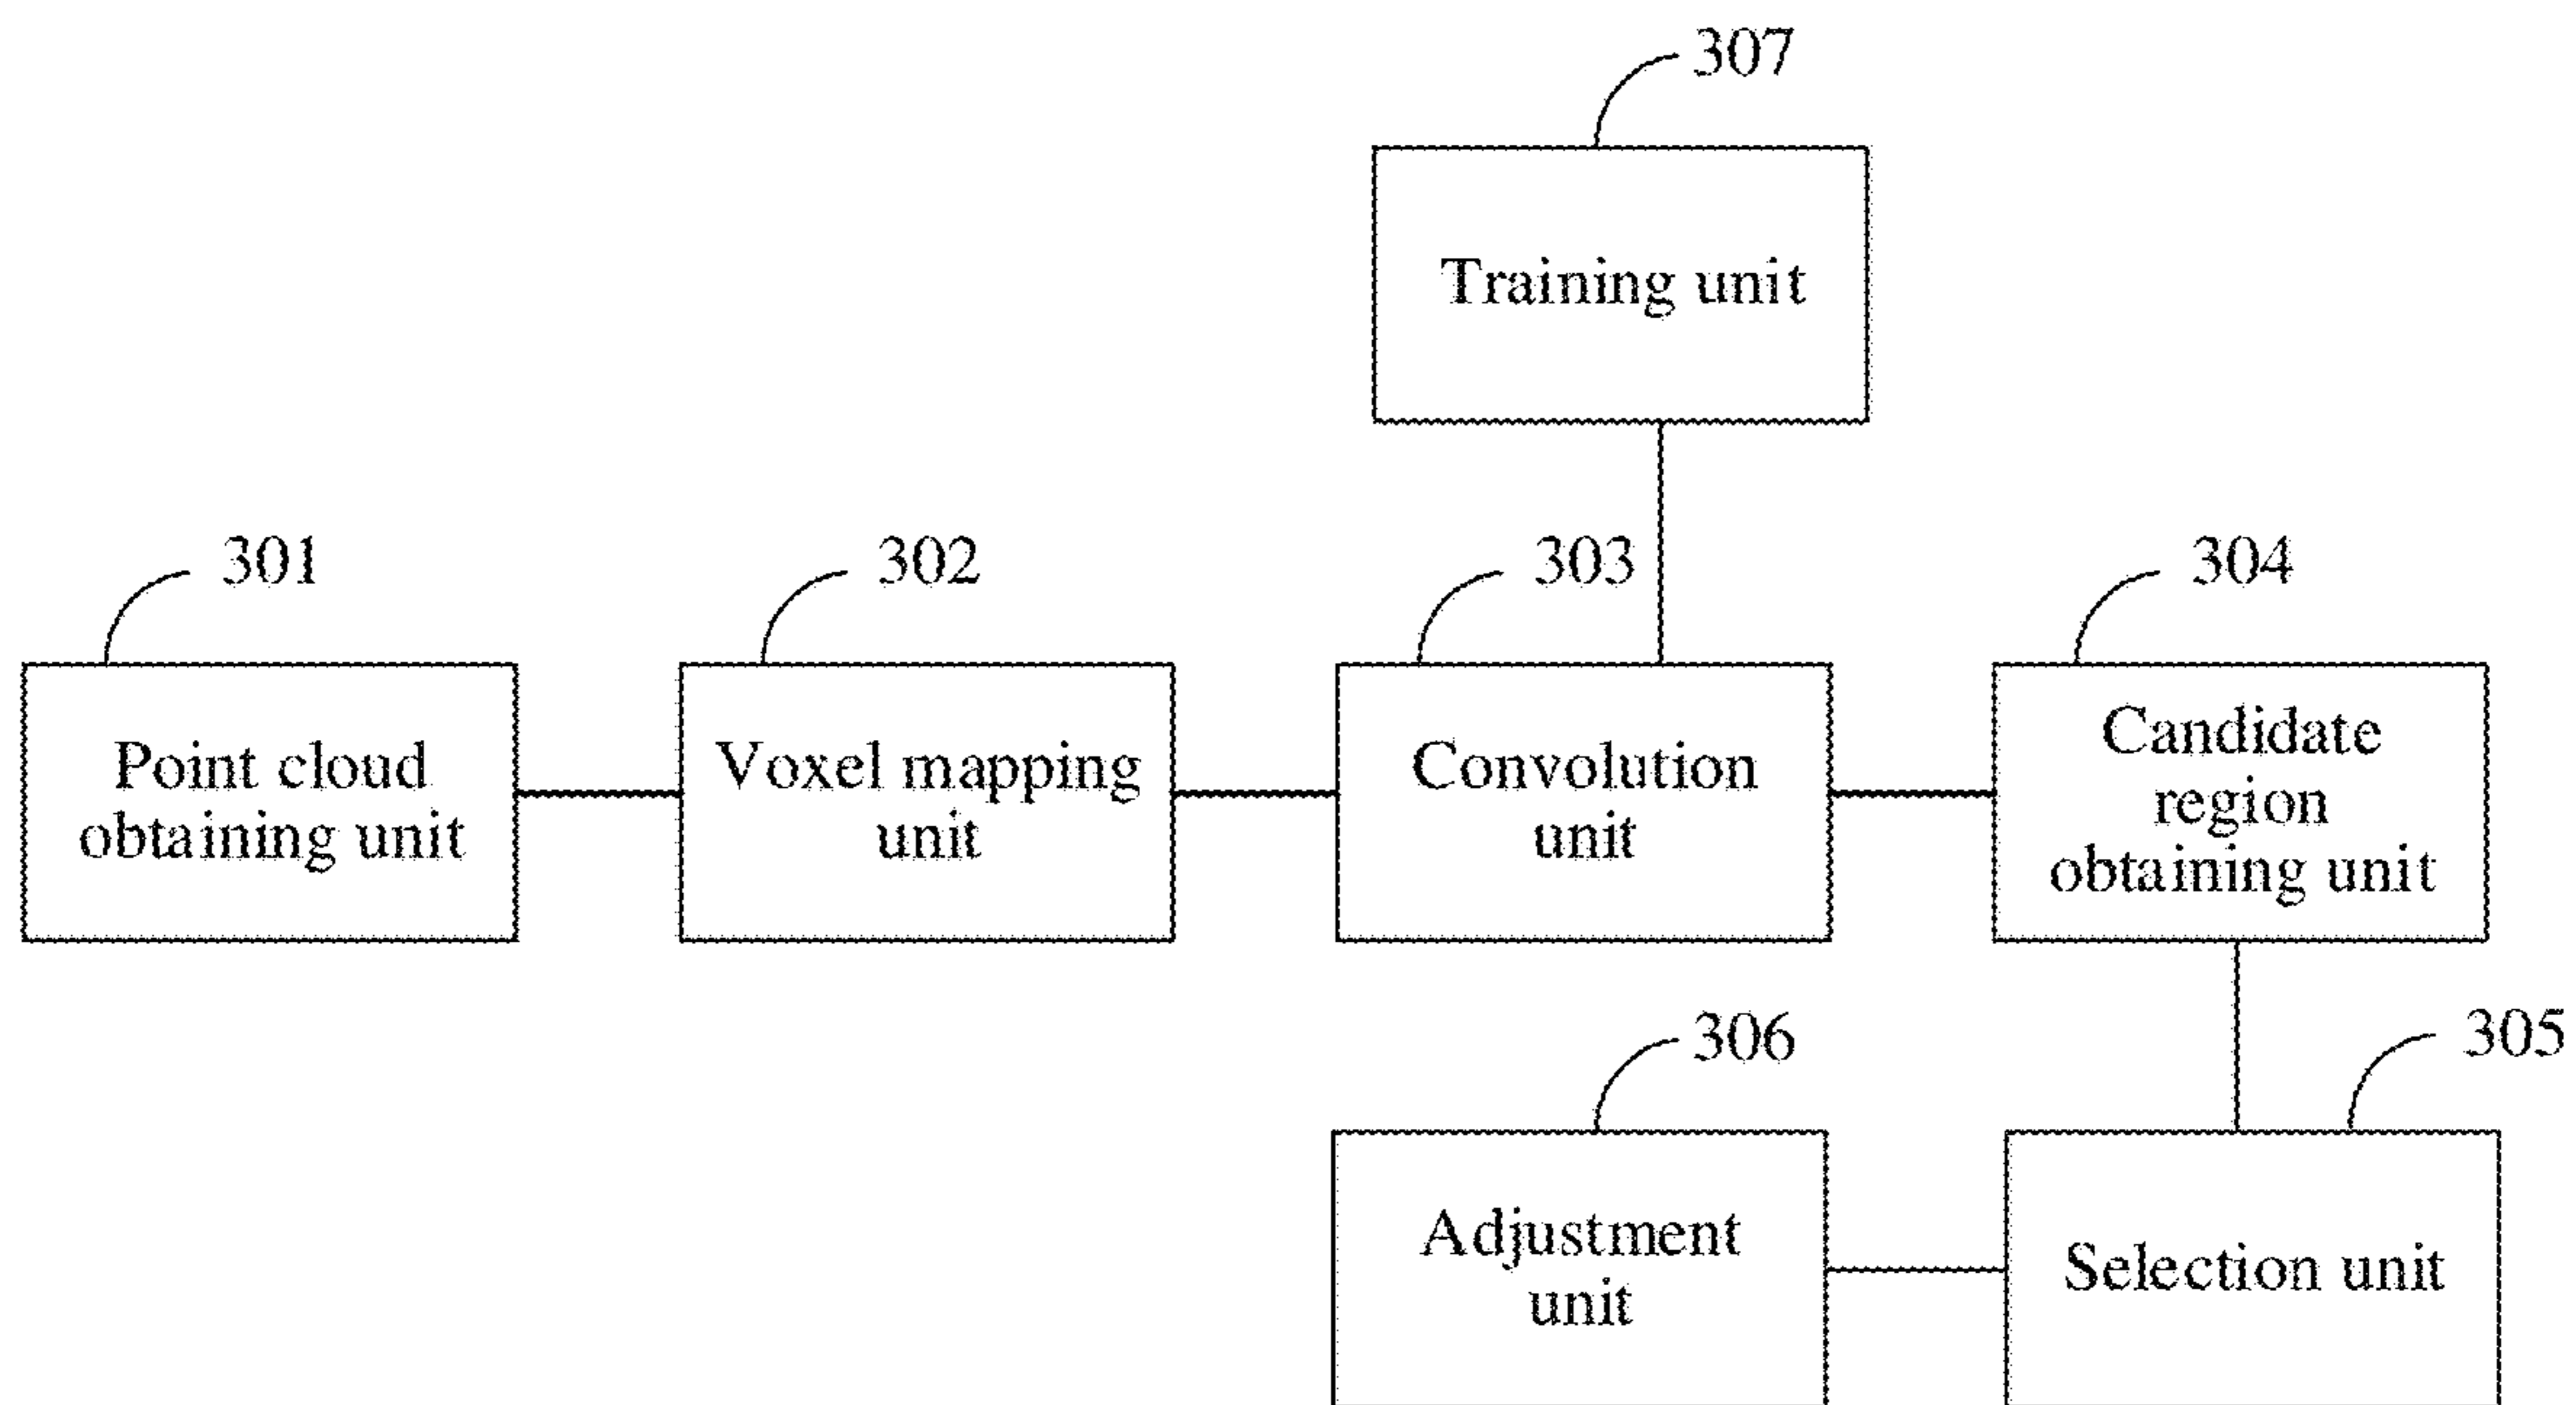 307
Training unit
301
302
303
304
Point cloud
obtaining unit
Voxel mapping
unit
Convolution
unit
Candidate
region
obtaining unit
306
305
Adjustment
unit
Selection unit